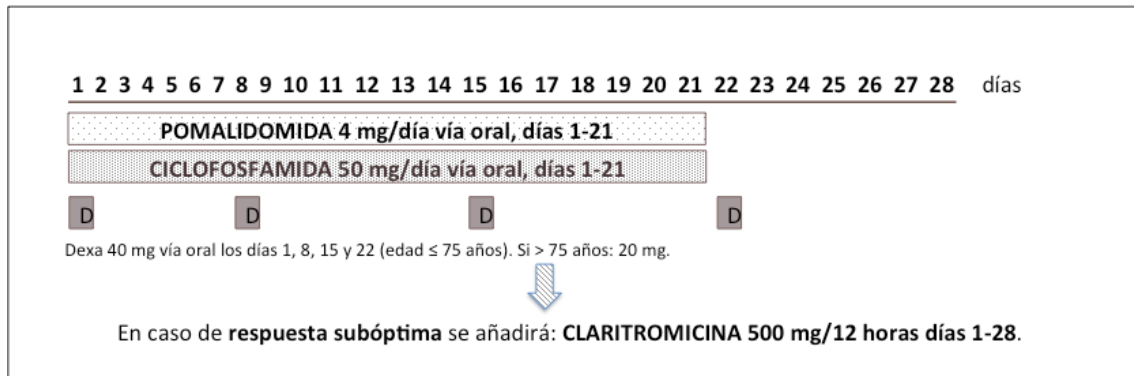 1 2 3 4 5 6 7 8 9 10 11 12 13 14 15 16 17 18 19 20 21 22 23 24 25 26 27 28 días
POMALIDOMIDA 4 mg/día vía oral, días 1-21
CICLOFOSFAMIDA 50 mg/día vía oral, días 1-21
D D D D
Dexa 40 mg vía oral los días 1, 8, 15 y 22 (edad ≤ 75 años). Si > 75 años: 20 mg.
En caso de respuesta subóptima se añadirá: CLARITROMICINA 500 mg/12 horas días 1-28.